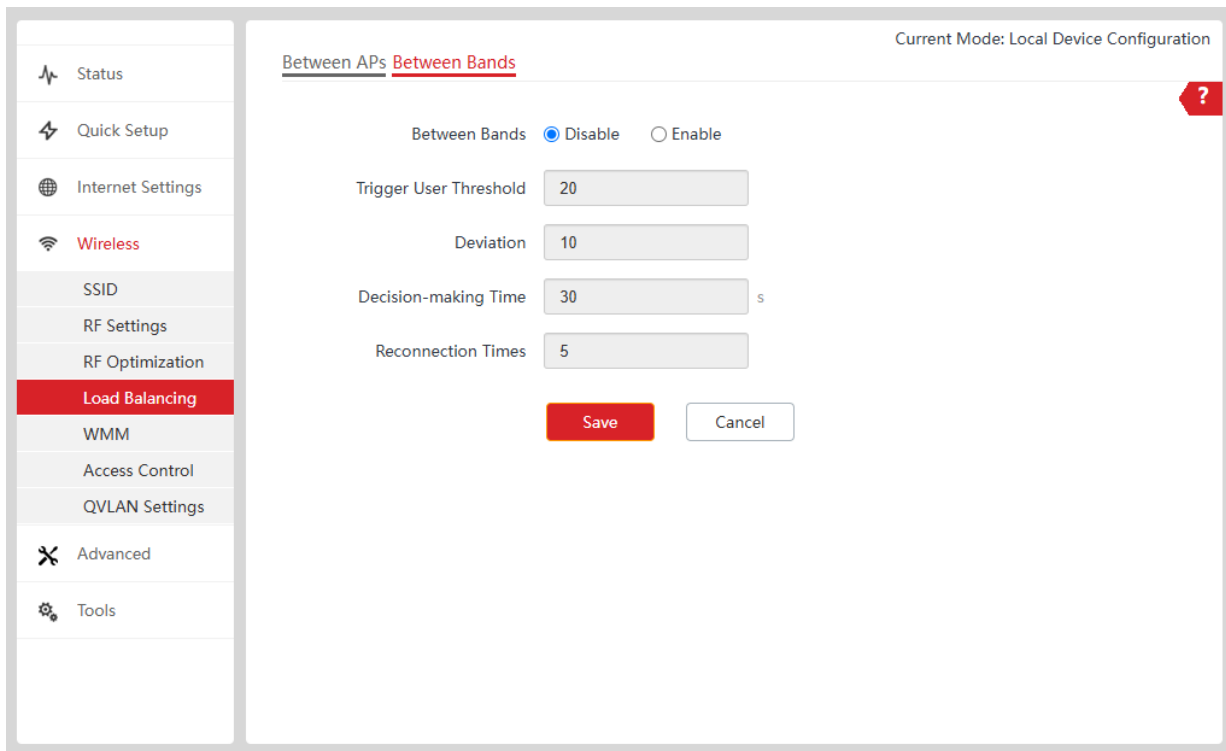 Current Mode: Local Device Configuration
Between APs Between Bands
?
Status
Quick Setup
Internet Settings
Wireless
SSID
RF Settings
RF Optimization
Load Balancing
WMM
Access Control
QVLAN Settings
Advanced
Tools
Between Bands Disable Enable
Trigger User Threshold 20
Deviation 10
Decision-making Time 30 s
Reconnection Times 5
Save Cancel